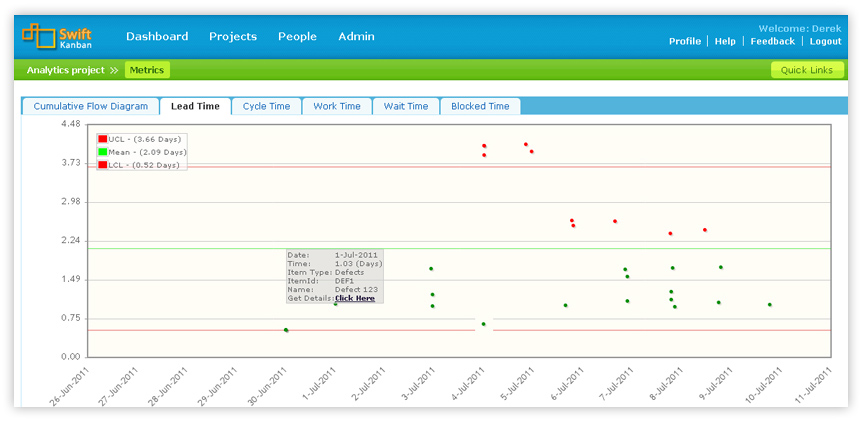 Swift
Kanban
Dashboard Projects People Admin
Welcome: Derek
Profile | Help | Feedback | Logout
Analytics project >> Metrics
Quick Links
Cumulative Flow Diagram Lead Time Cycle Time Work Time Wait Time Blocked Time
4.48
UCL - (3.66 Days)
Mean - (2.09 Days)
LCL - (0.52 Days)
3.73
2.98
2.24
Date: 1-Jul-2011
Time: 1.03 (Days)
Item Type: Defects
ItemId: DEF1
Name: Defect 123
Get Details: Click Here
1.49
0.75
0.00
26-Jun-2011 27-Jun-2011 28-Jun-2011 29-Jun-2011 30-Jun-2011 1-Jul-2011 2-Jul-2011 3-Jul-2011 4-Jul-2011 5-Jul-2011 6-Jul-2011 7-Jul-2011 8-Jul-2011 9-Jul-2011 10-Jul-2011 11-Jul-2011